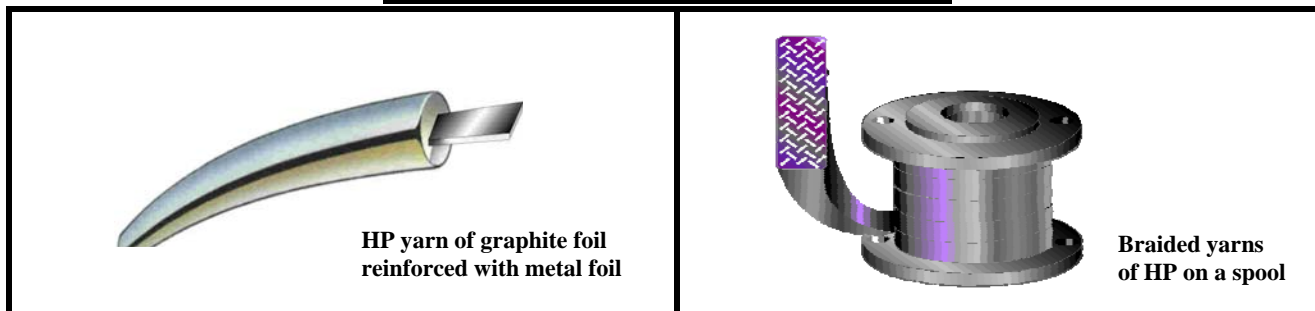 HP yarn of graphite foil
reinforced with metal foil
Braided yarns
of HP on a spool